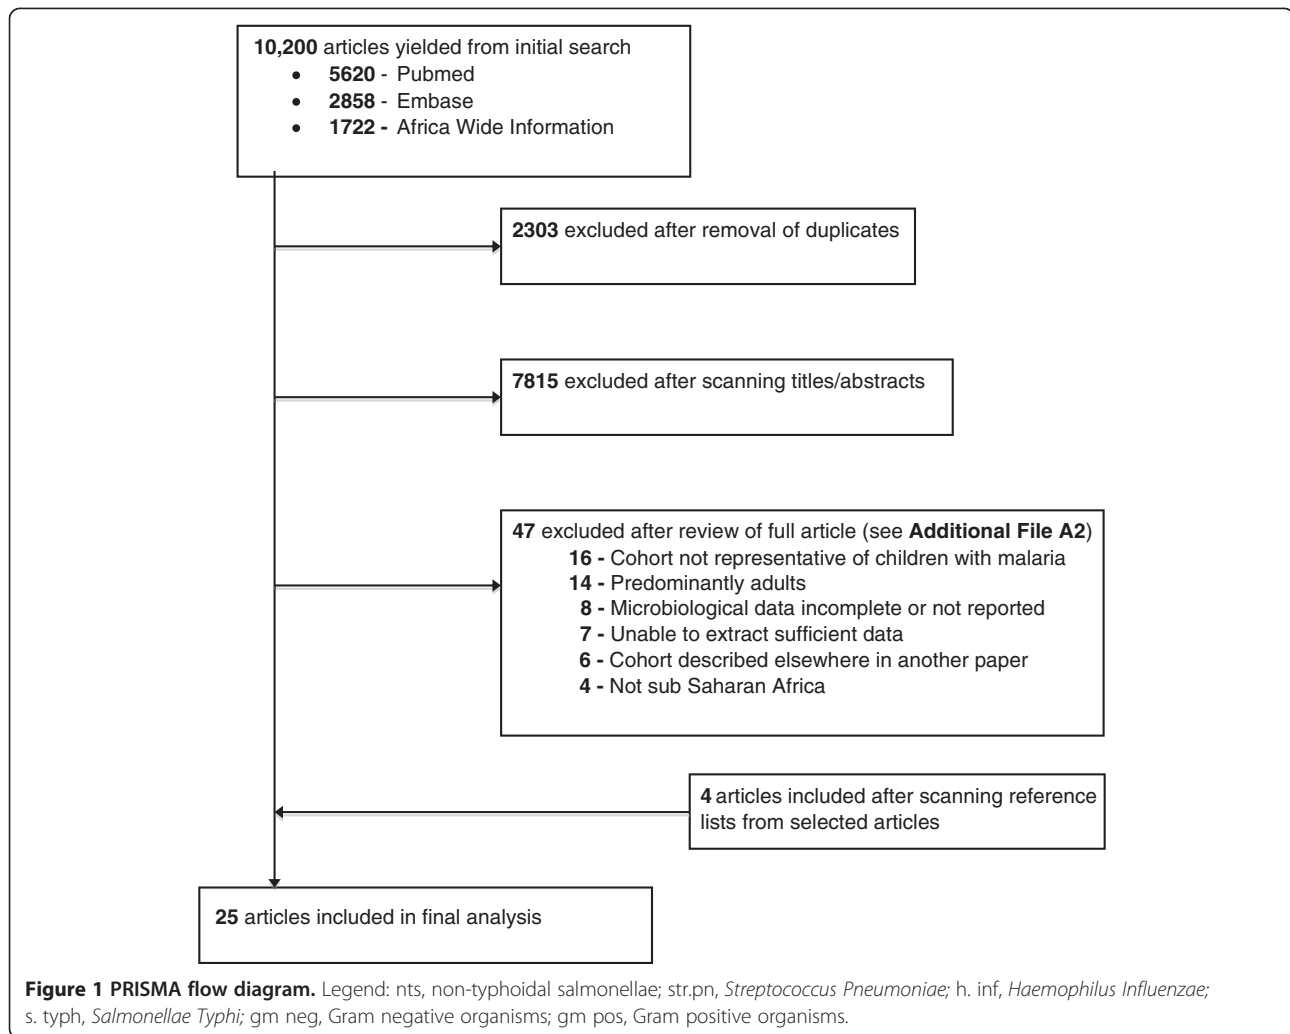 10,200 articles yielded from initial search
• 5620 - Pubmed
• 2858 - Embase
• 1722 - Africa Wide Information
2303 excluded after removal of duplicates
7815 excluded after scanning titles/abstracts
47 excluded after review of full article (see Additional File A2)
16 - Cohort not representative of children with malaria
14 - Predominantly adults
8 - Microbiological data incomplete or not reported
7 - Unable to extract sufficient data
6 - Cohort described elsewhere in another paper
4 - Not sub Saharan Africa
4 articles included after scanning reference
lists from selected articles
25 articles included in final analysis
Figure 1 PRISMA flow diagram. Legend: nts, non-typhoidal salmonellae; str.pn, Streptococcus Pneumoniae; h. inf, Haemophilus Influenzae;
s. typh, Salmonellae Typhi; gm neg, Gram negative organisms; gm pos, Gram positive organisms.